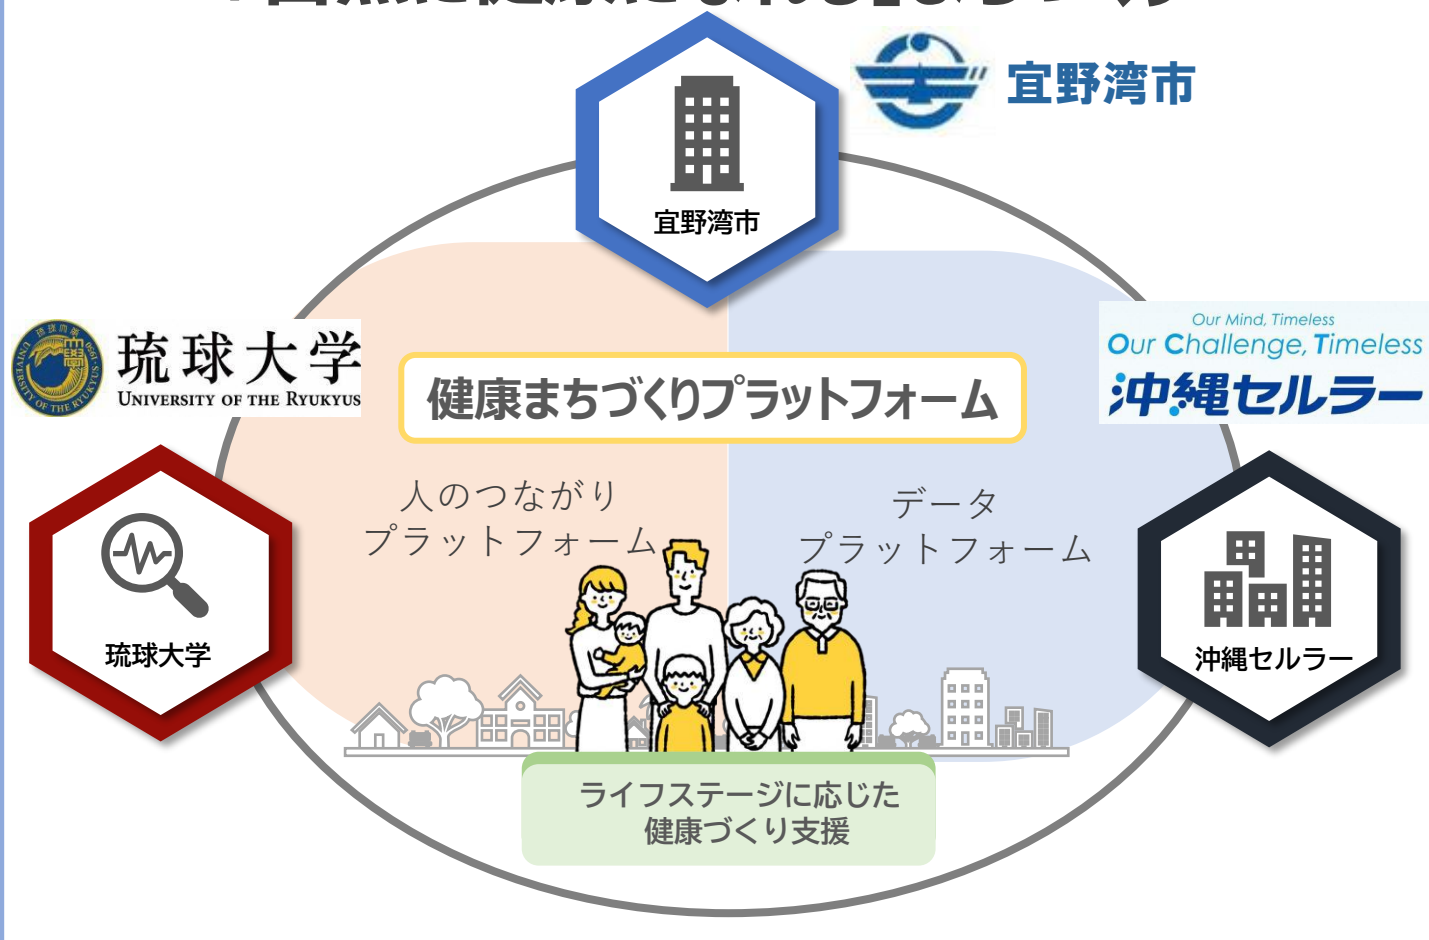 宜野湾市
宜野湾市
琉球大学
UNIVERSITY OF THE RYUKYUS
Our Mind, Timeless
Our Challenge, Timeless
沖縄セルラー
健康まちづくりプラットフォーム
人のつながり
プラットフォーム
データ
プラットフォーム
琉球大学
沖縄セルラー
ライフステージに応じた
健康づくり支援